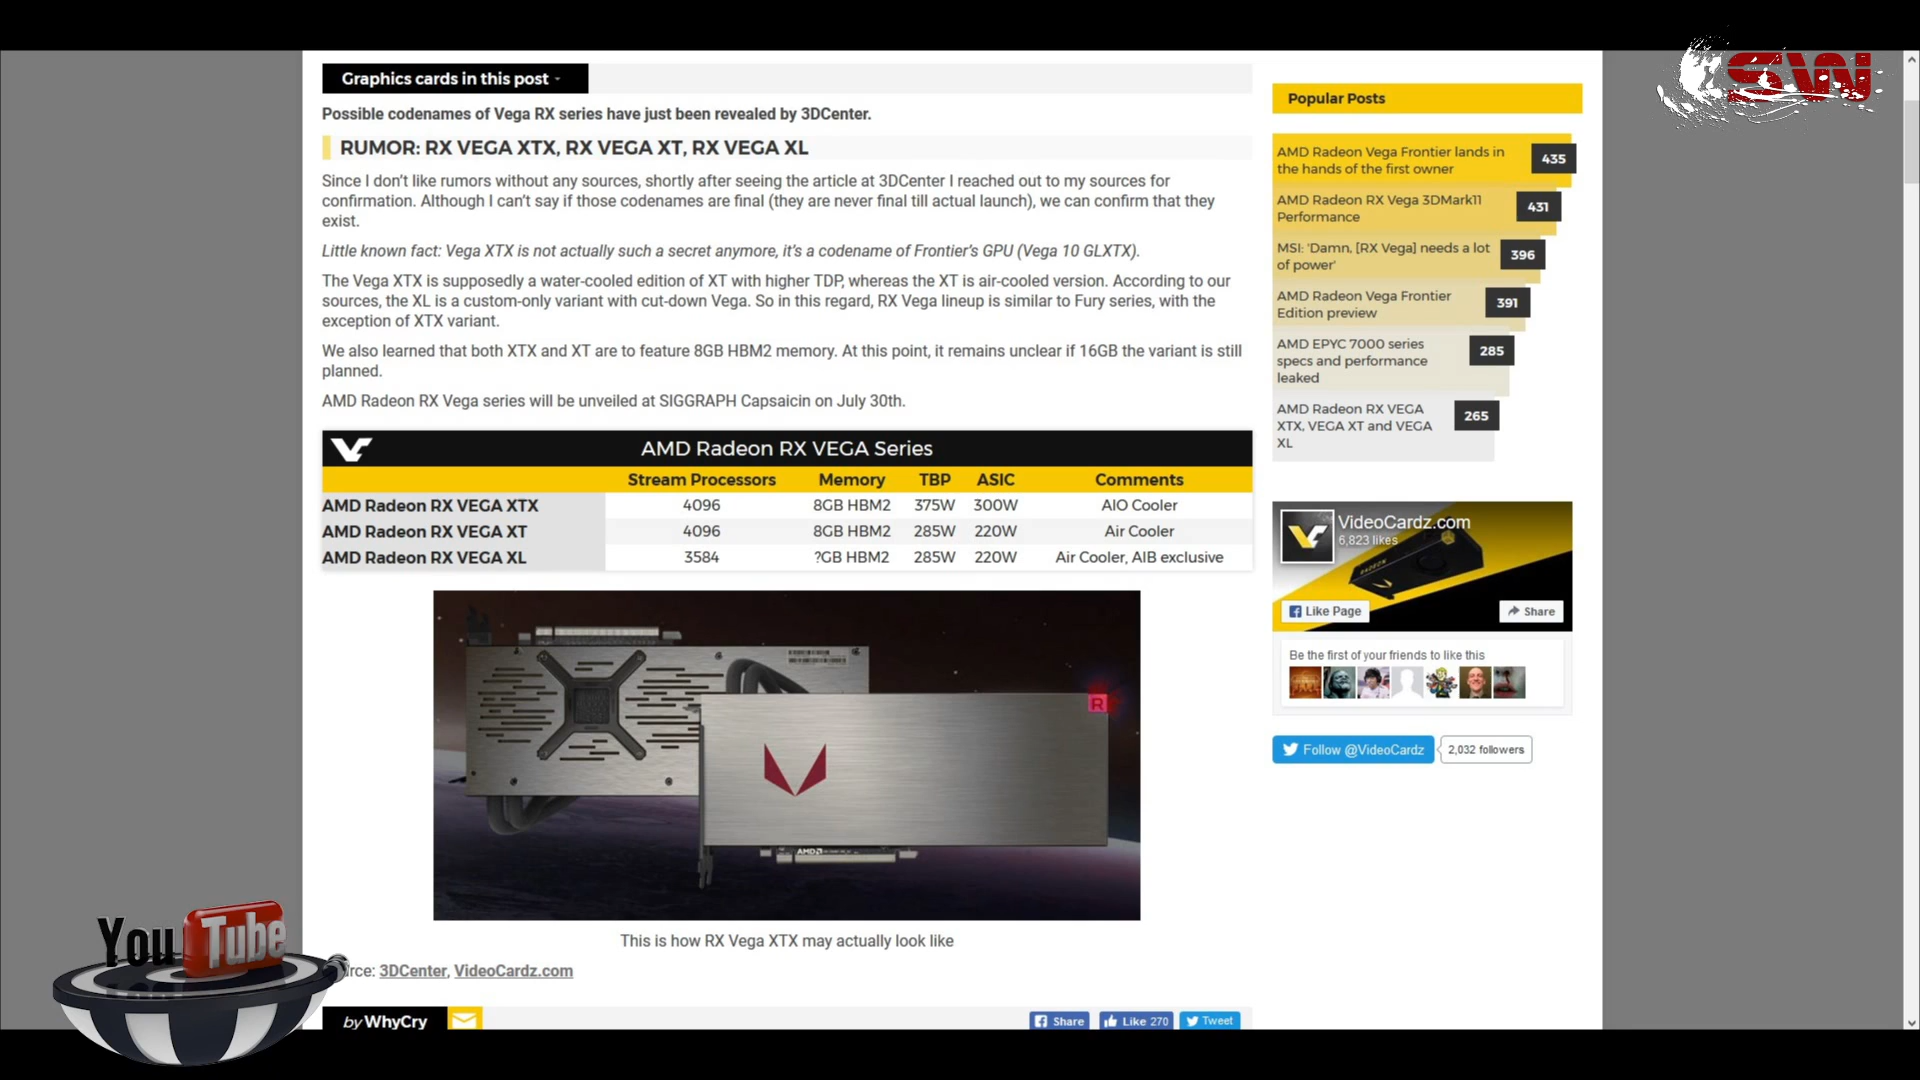 SW
Graphics cards in this post -
Possible codenames of Vega RX series have just been revealed by 3DCenter.
RUMOR: RX VEGA XTX, RX VEGA XT, RX VEGA XL
Since I don't like rumors without any sources, shortly after seeing the article at 3DCenter I reached out to my sources for
confirmation. Although I can't say if those codenames are final (they are never final till actual launch), we can confirm that they
exist.
Little known fact: Vega XTX is not actually such a secret anymore, it's a codename of Frontier's GPU (Vega 10 GLXTX).
The Vega XTX is supposedly a water-cooled edition of XT with higher TDP, whereas the XT is air-cooled version. According to our
sources, the XL is a custom-only variant with cut-down Vega. So in this regard, RX Vega lineup is similar to Fury series, with the
exception of XTX variant.
We also learned that both XTX and XT are to feature 8GB HBM2 memory. At this point, it remains unclear if 16GB the variant is still
planned.
AMD Radeon RX Vega series will be unveiled at SIGGRAPH Capsaicin on July 30th.
AMD Radeon RX VEGA Series
Stream Processors Memory TBP ASIC Comments
AMD Radeon RX VEGA XTX 4096 8GB HBM2 375W 300W AIO Cooler
AMD Radeon RX VEGA XT 4096 8GB HBM2 285W 220W Air Cooler
AMD Radeon RX VEGA XL 3584 ?GB HBM2 285W 220W Air Cooler, AIB exclusive
R
AMD
This is how RX Vega XTX may actually look like
rce: 3DCenter, VideoCardz.com
by WhyCry
Share
Like 270
Tweet
Popular Posts
AMD Radeon Vega Frontier lands in
the hands of the first owner
435
AMD Radeon RX Vega 3DMark11
Performance
431
MSI: 'Damn, [RX Vega] needs a lot
of power'
396
AMD Radeon Vega Frontier
Edition preview
391
AMD EPYC 7000 series
specs and performance
leaked
285
AMD Radeon RX VEGA
XTX, VEGA XT and VEGA
XL
265
VideoCardz.com
6,823 likes
Like Page
Share
Be the first of your friends to like this
Follow @VideoCardz
2,032 followers
You Tube